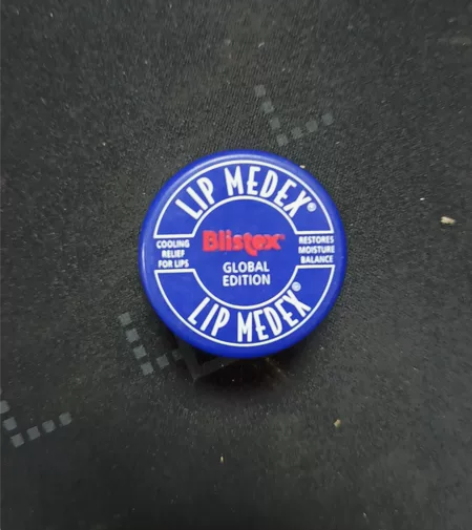 LIP MEDEX®
COOLING
RELIEF
FOR LIPS
Blistex®
RESTORES
MOISTURE
BALANCE
GLOBAL
EDITION
LIP MEDEX®